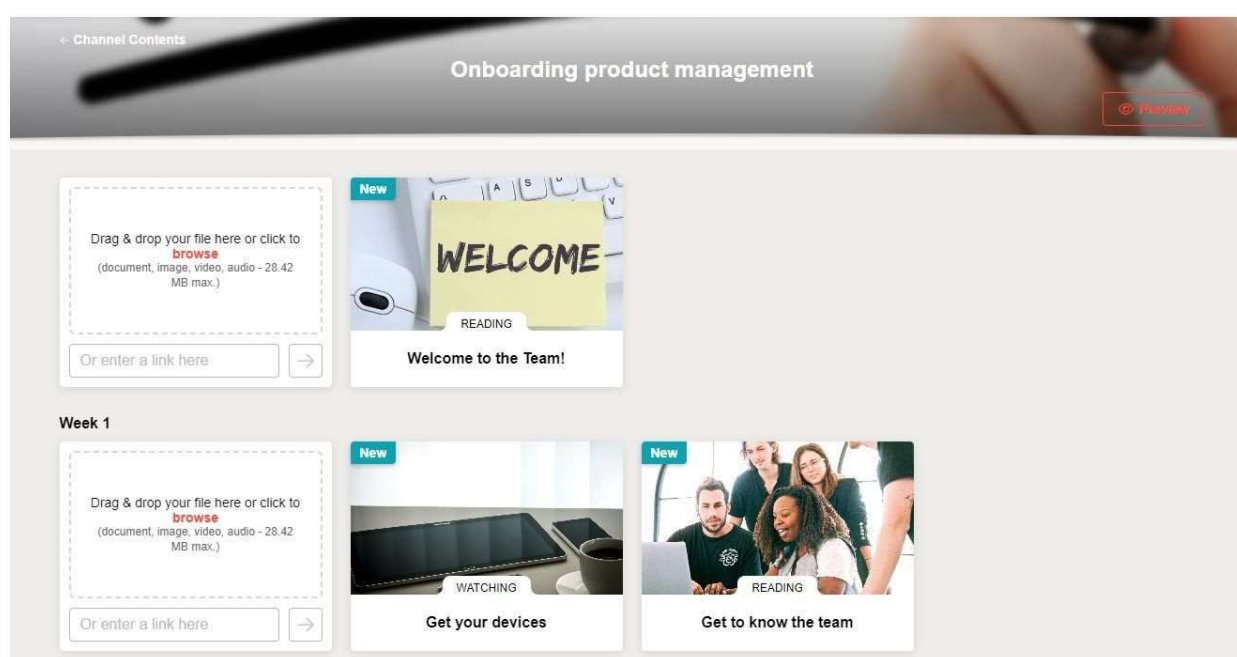 ← Channel Contents
Onboarding product management
Preview
Drag & drop your file here or click to
browse
(document, image, video, audio - 28.42
MB max.)
Or enter a link here
New
A S
V
WELCOME
READING
Welcome to the Team!
Week 1
Drag & drop your file here or click to
browse
(document, image, video, audio - 28.42
MB max.)
Or enter a link here
New
WATCHING
Get your devices
New
READING
Get to know the team